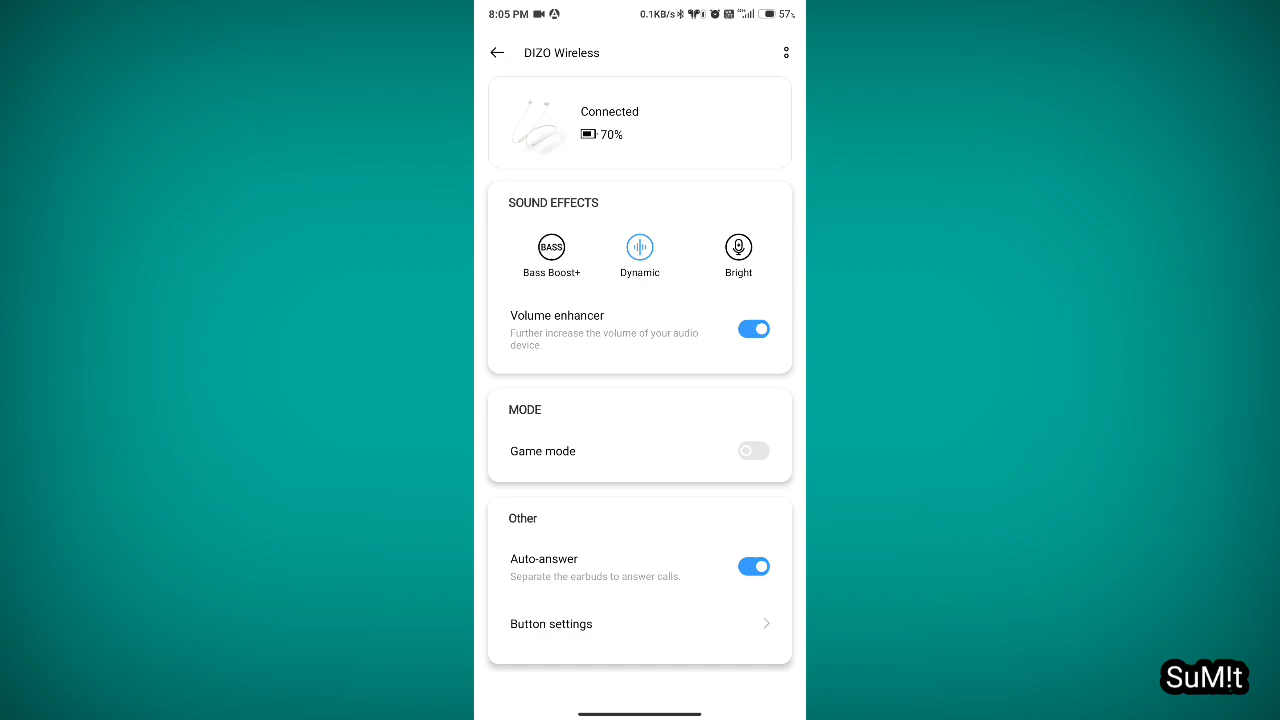 8:05 PM
0.1KB/s 57%
DIZO Wireless
Connected
70%
SOUND EFFECTS
BASS
Bass Boost+ Dynamic Bright
Volume enhancer
Further increase the volume of your audio
device.
MODE
Game mode
Other
Auto-answer
Separate the earbuds to answer calls.
Button settings
SuM!t